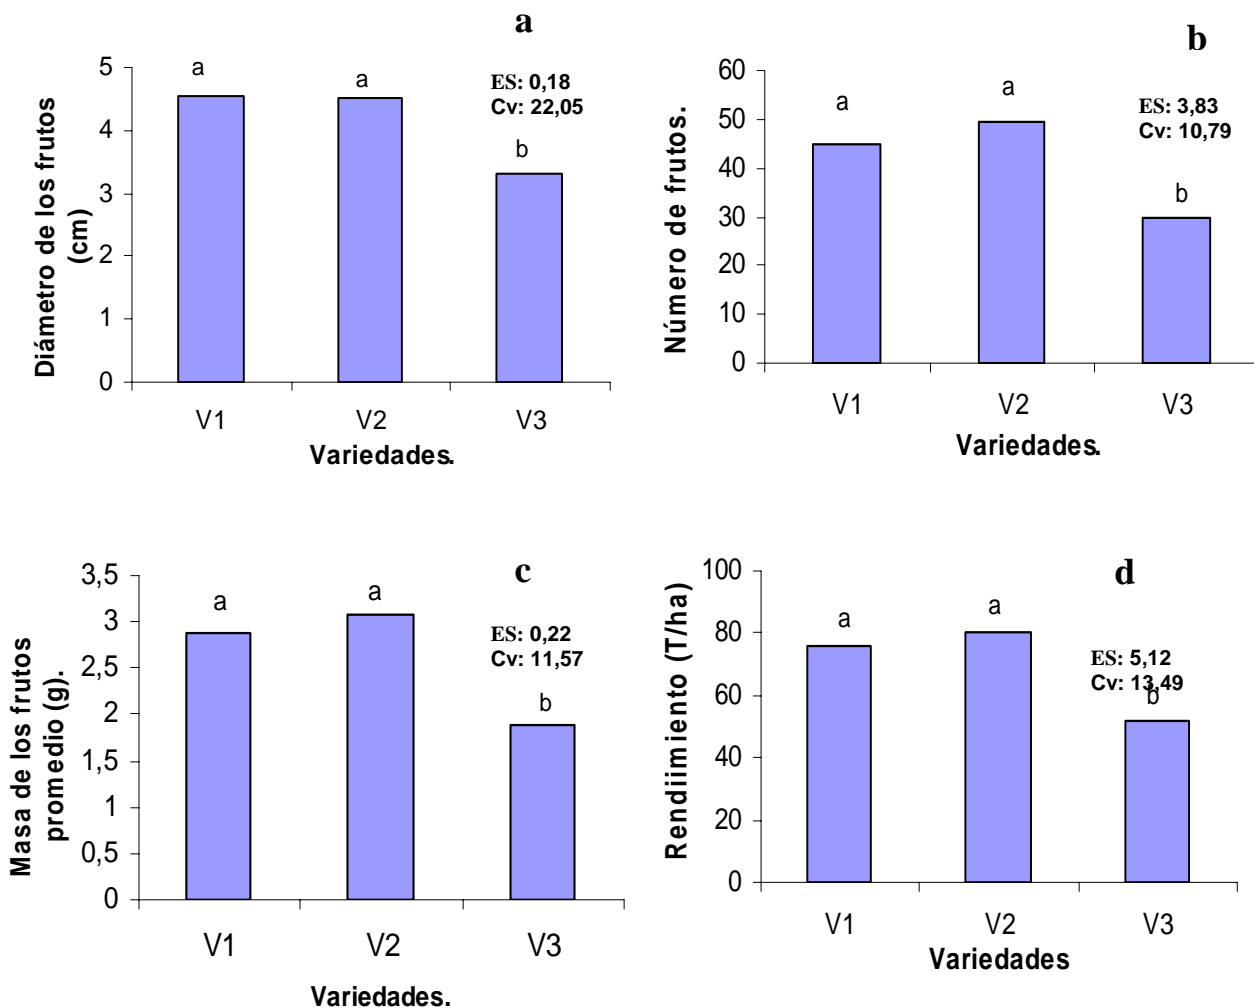 a
Diámetro de los frutos
(cm)
5
4
3
2
1
0
a
a
b
ES: 0,18
Cv: 22,05
V1
V2
V3
Variedades.
b
Número de frutos.
60
50
40
30
20
10
0
a
a
b
ES: 3,83
Cv: 10,79
V1
V2
V3
Variedades.
c
Masa de los frutos
promedio (g).
3,5
3
2,5
2
1,5
1
0,5
0
a
a
b
ES: 0,22
Cv: 11,57
V1
V2
V3
Variedades.
d
Rendiimiento (T/ha)
100
80
60
40
20
0
a
a
b
ES: 5,12
Cv: 13,49
V1
V2
V3
Variedades